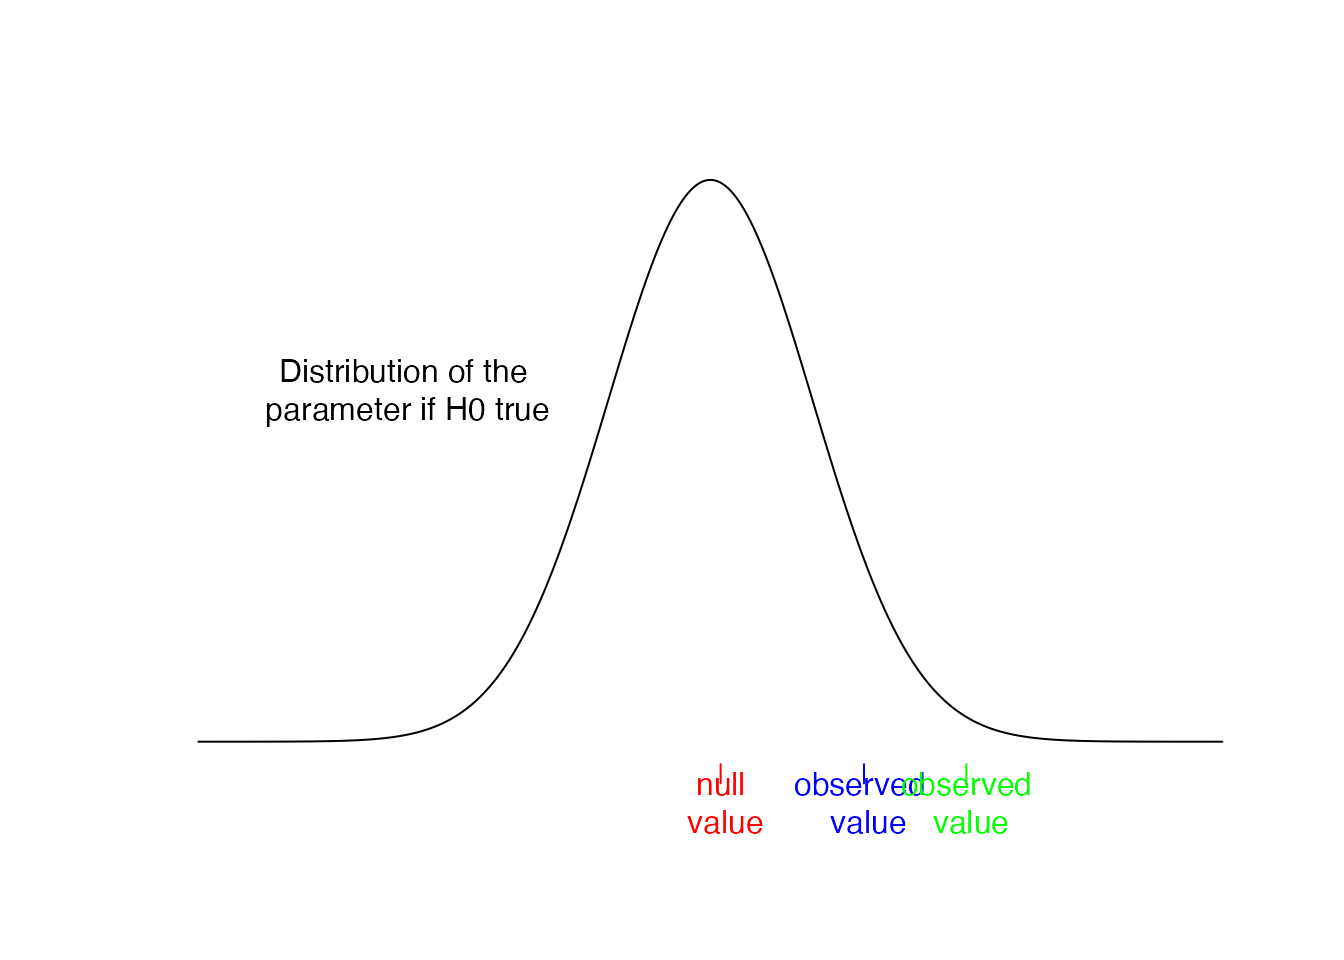 Distribution of the
parameter if H0 true
null
value
observed
value
observed
value